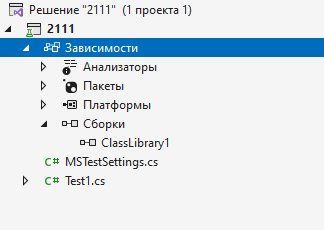 Решение "2111" (1 проекта 1)
2111
Зависимости
Анализаторы
Пакеты
Платформы
Сборки
ClassLibrary1
C# MSTestSettings.cs
C# Test1.cs